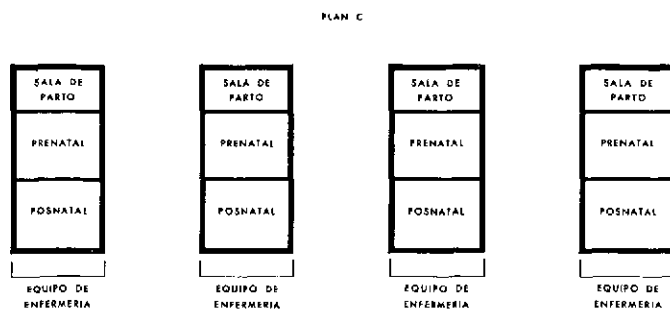 PLAN C
SALA DE
PARTO
PRENATAL
POSNATAL
EQUIPO DE
ENFERMERIA
SALA DE
PARTO
PRENATAL
POSNATAL
EQUIPO DE
ENFERMERIA
SALA DE
PARTO
PRENATAL
POSNATAL
EQUIPO DE
ENFERMERIA
SALA DE
PARTO
PRENATAL
POSNATAL
EQUIPO DE
ENFERMERIA